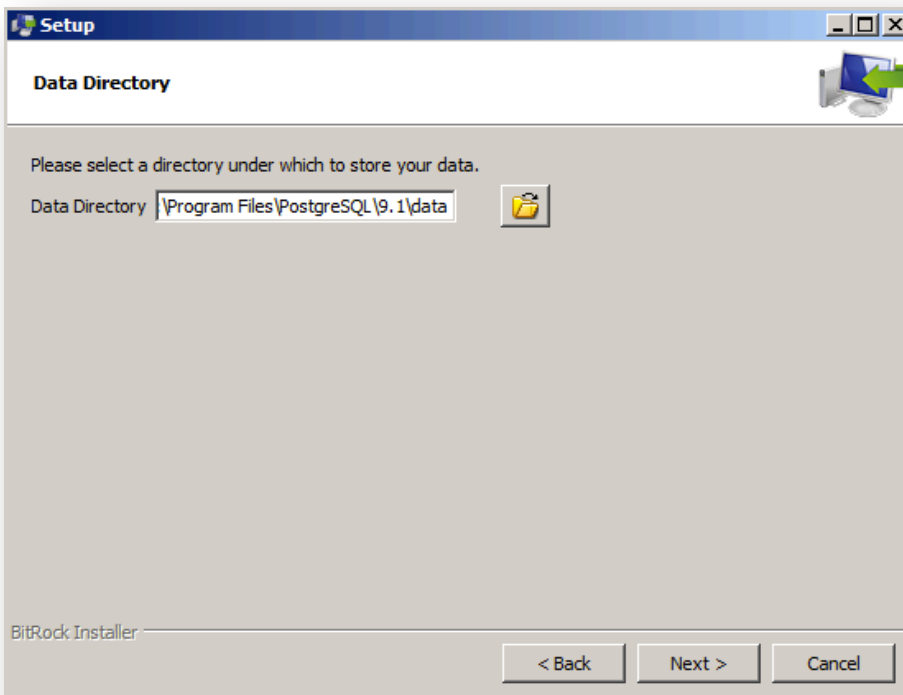 Setup
Data Directory
Please select a directory under which to store your data.
Data Directory :\Program Files\PostgreSQL\9.1\data
BitRock Installer
< Back Next > Cancel